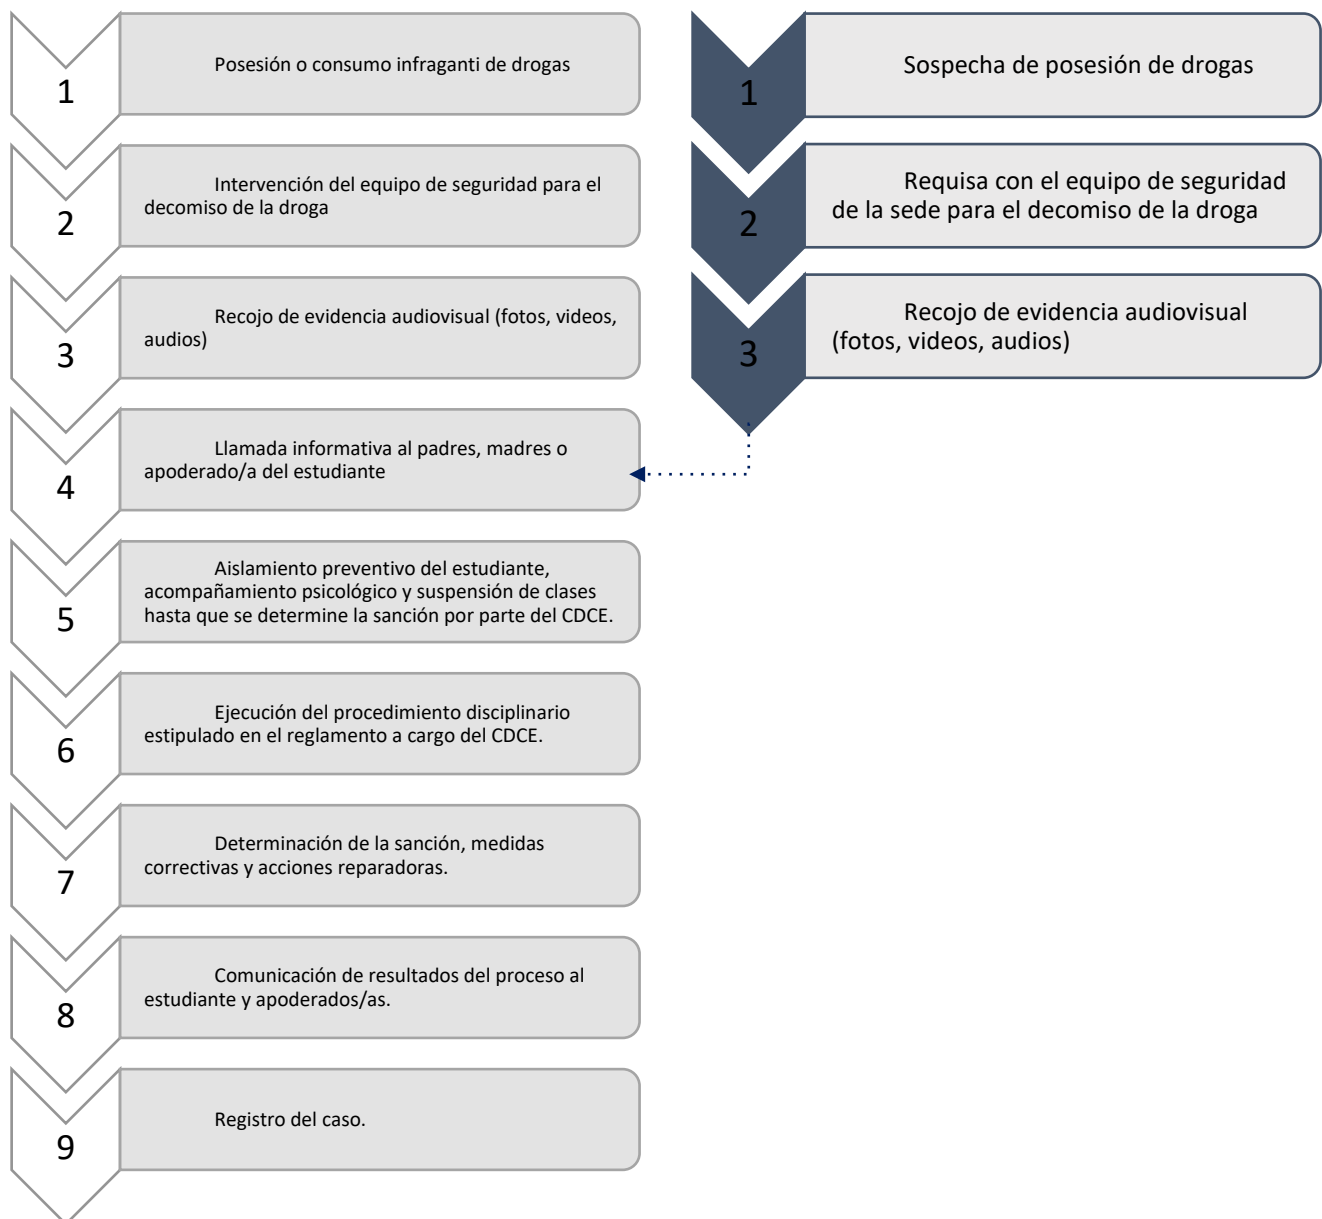 1
Posesión o consumo infraganti de drogas
2
Intervención del equipo de seguridad para el
decomiso de la droga
3
Recojo de evidencia audiovisual (fotos, videos,
audios)
4
Llamada informativa al padres, madres o
apoderado/a del estudiante
5
Aislamiento preventivo del estudiante,
acompañamiento psicológico y suspensión de clases
hasta que se determine la sanción por parte del CDCE.
6
Ejecución del procedimiento disciplinario
estipulado en el reglamento a cargo del CDCE.
7
Determinación de la sanción, medidas
correctivas y acciones reparadoras.
8
Comunicación de resultados del proceso al
estudiante y apoderados/as.
9
Registro del caso.
1
Sospecha de posesión de drogas
2
Requisa con el equipo de seguridad
de la sede para el decomiso de la droga
3
Recojo de evidencia audiovisual
(fotos, videos, audios)